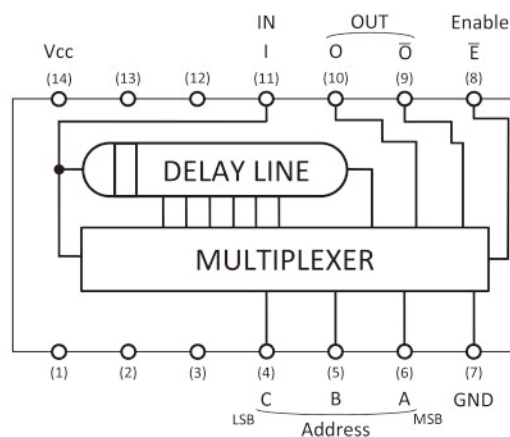 IN OUT Enable
Vcc I O O̅ E̅
(14) (13) (12) (11) (10) (9) (8)
DELAY LINE
MULTIPLEXER
(1) (2) (3) (4) (5) (6) (7)
C B A GND
LSB MSB
Address